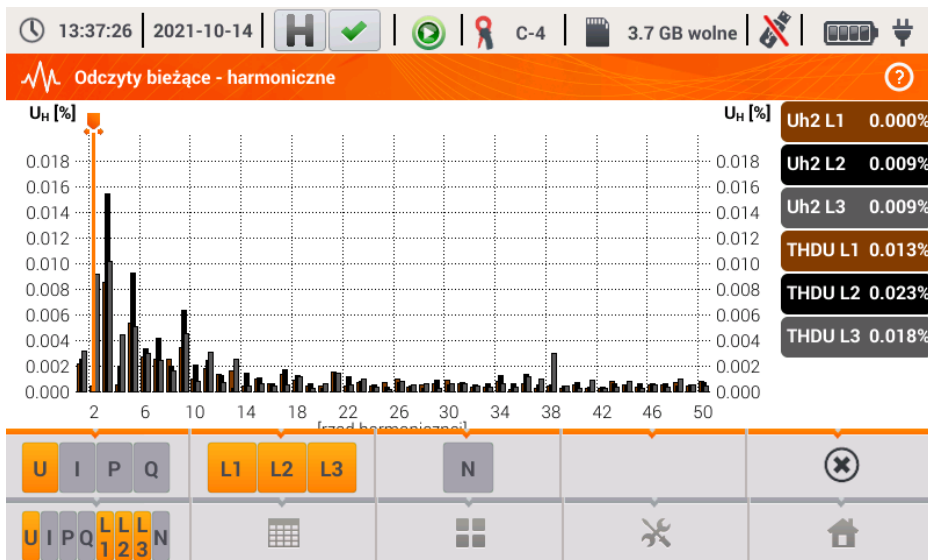 13:37:26 2021-10-14 H C-4 3.7 GB wolne
Odczyty bieżące - harmoniczne ?
UH [%] UH [%]
Uh2 L1 0.000%
Uh2 L2 0.009%
Uh2 L3 0.009%
THDU L1 0.013%
THDU L2 0.023%
THDU L3 0.018%
0.018 0.018
0.016 0.016
0.014 0.014
0.012 0.012
0.010 0.010
0.008 0.008
0.006 0.006
0.004 0.004
0.002 0.002
0.000 0.000
2 6 10 14 18 22 26 30 34 38 42 46 50
[rząd harmonicznej]
U I P Q L1 L2 L3 N
U I P Q L1 L2 L3 N